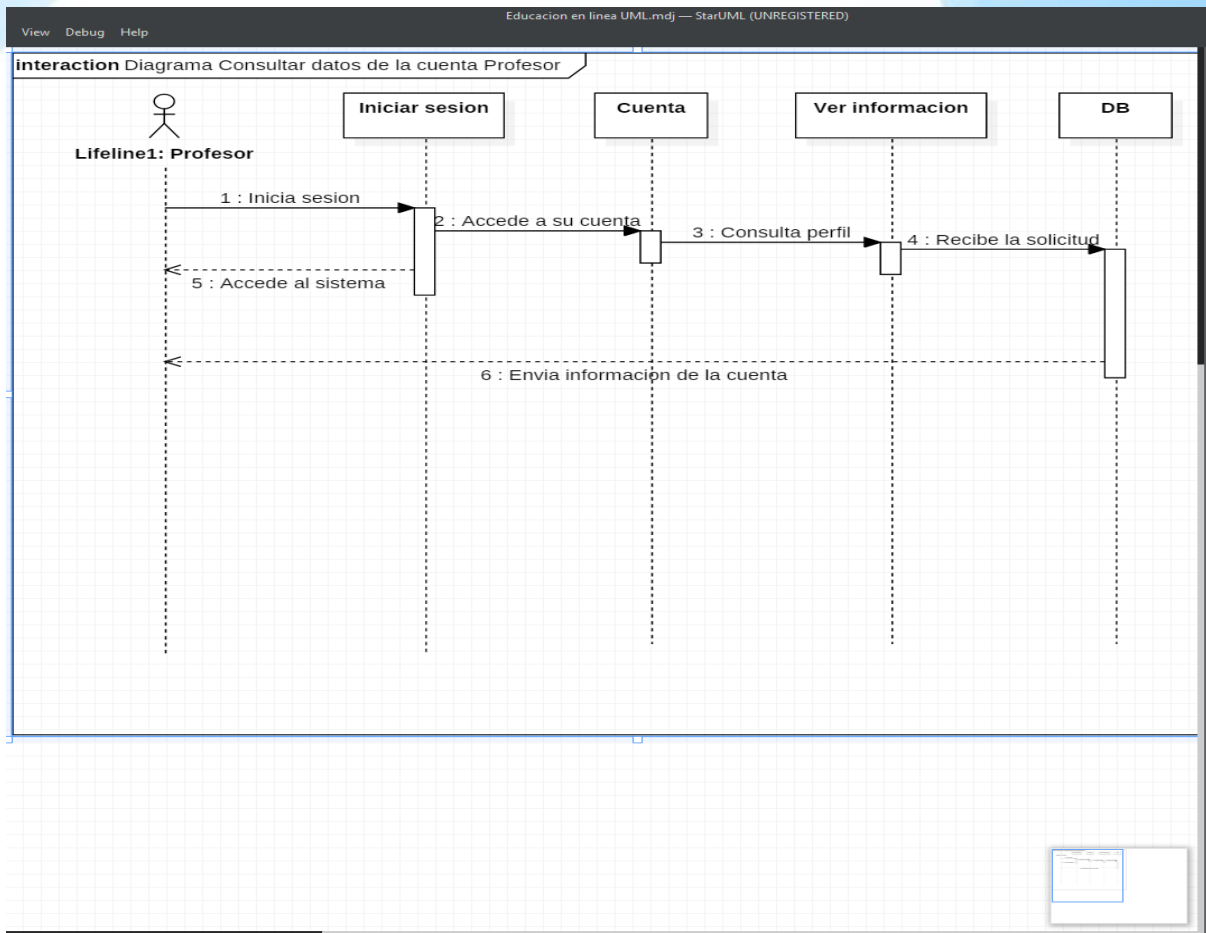 Educacion en linea UML.mdj — StarUML (UNREGISTERED)
View Debug Help
interaction Diagrama Consultar datos de la cuenta Profesor
Iniciar sesion
Cuenta
Ver informacion
DB
Lifeline1: Profesor
1 : Inicia sesion
2 : Accede a su cuenta
3 : Consulta perfil
4 : Recibe la solicitud
5 : Accede al sistema
6 : Envia informacion de la cuenta